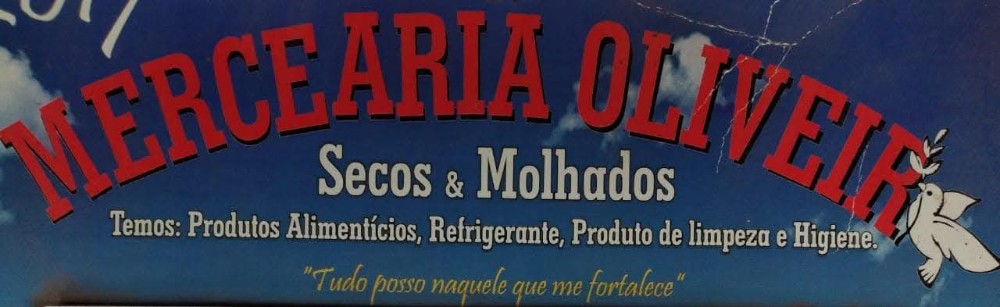 MERCEARIA OLIVEIR
Secos & Molhados
Temos: Produtos Alimentícios, Refrigerante, Produto de limpeza e Higiene.
"Tudo posso naquele que me fortalece"